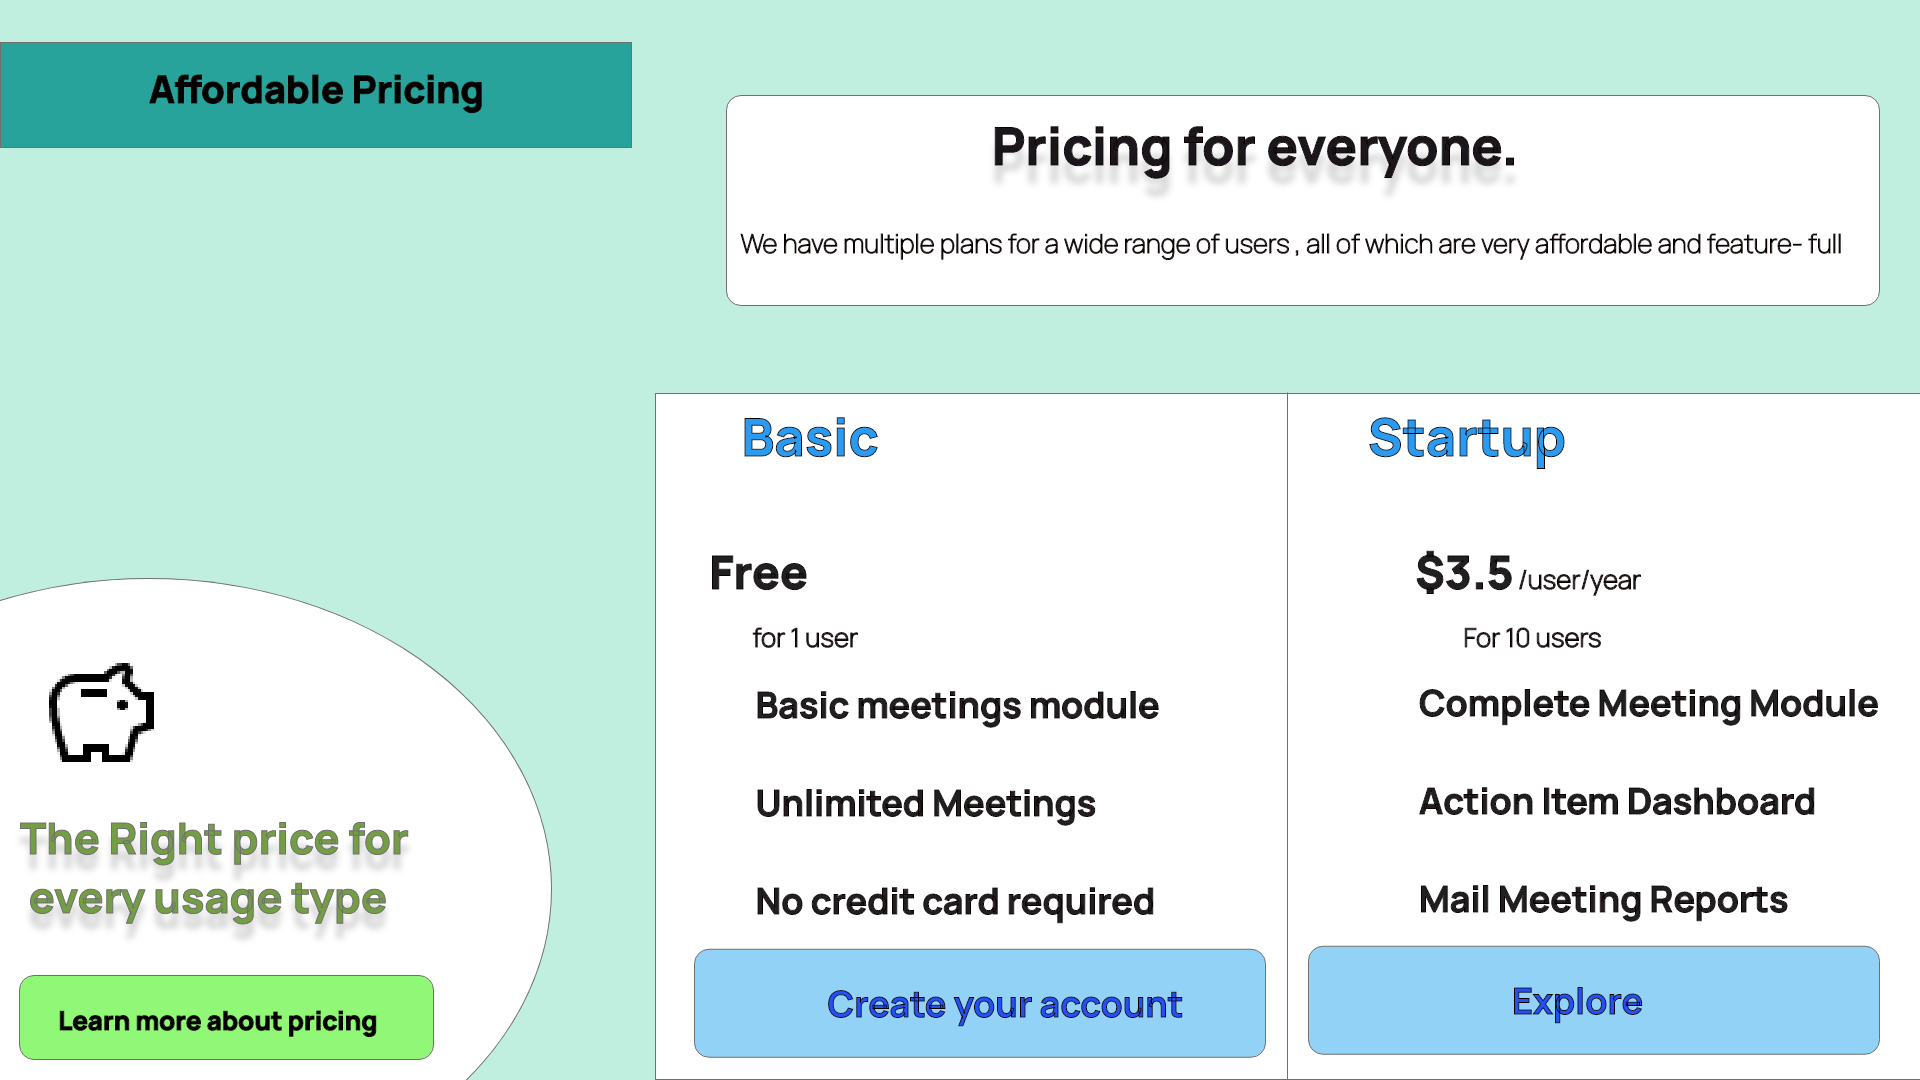 Affordable Pricing
Pricing for everyone.
We have multiple plans for a wide range of users , all of which are very affordable and feature- full
The Right price for
every usage type
Learn more about pricing
Basic
Free
for 1 user
Basic meetings module
Unlimited Meetings
No credit card required
Create your account
Startup
$3.5 /user/year
For 10 users
Complete Meeting Module
Action Item Dashboard
Mail Meeting Reports
Explore